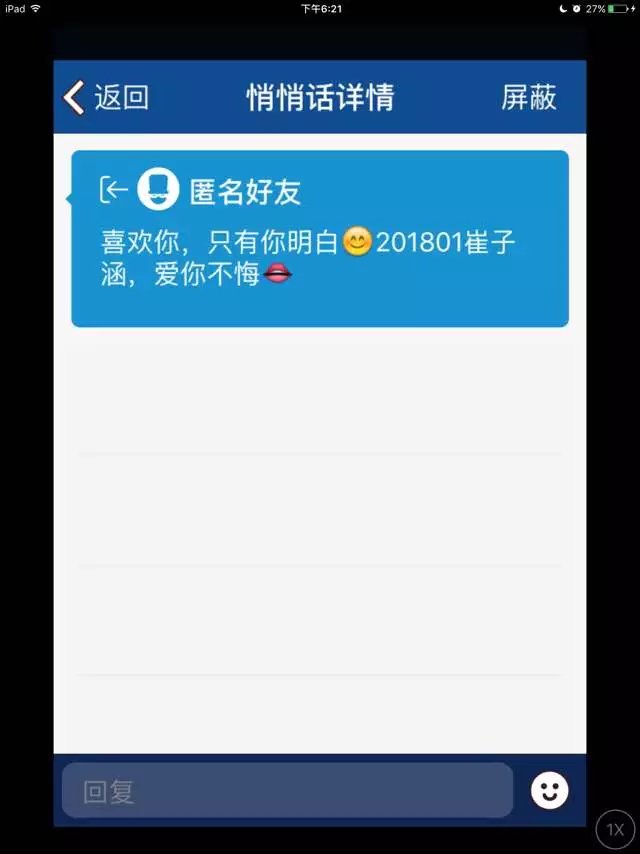 iPad 下午6:21 27%
返回 悄悄话详情 屏蔽
匿名好友
喜欢你，只有你明白😊201801崔子
涵，爱你不悔💋
回复
1X